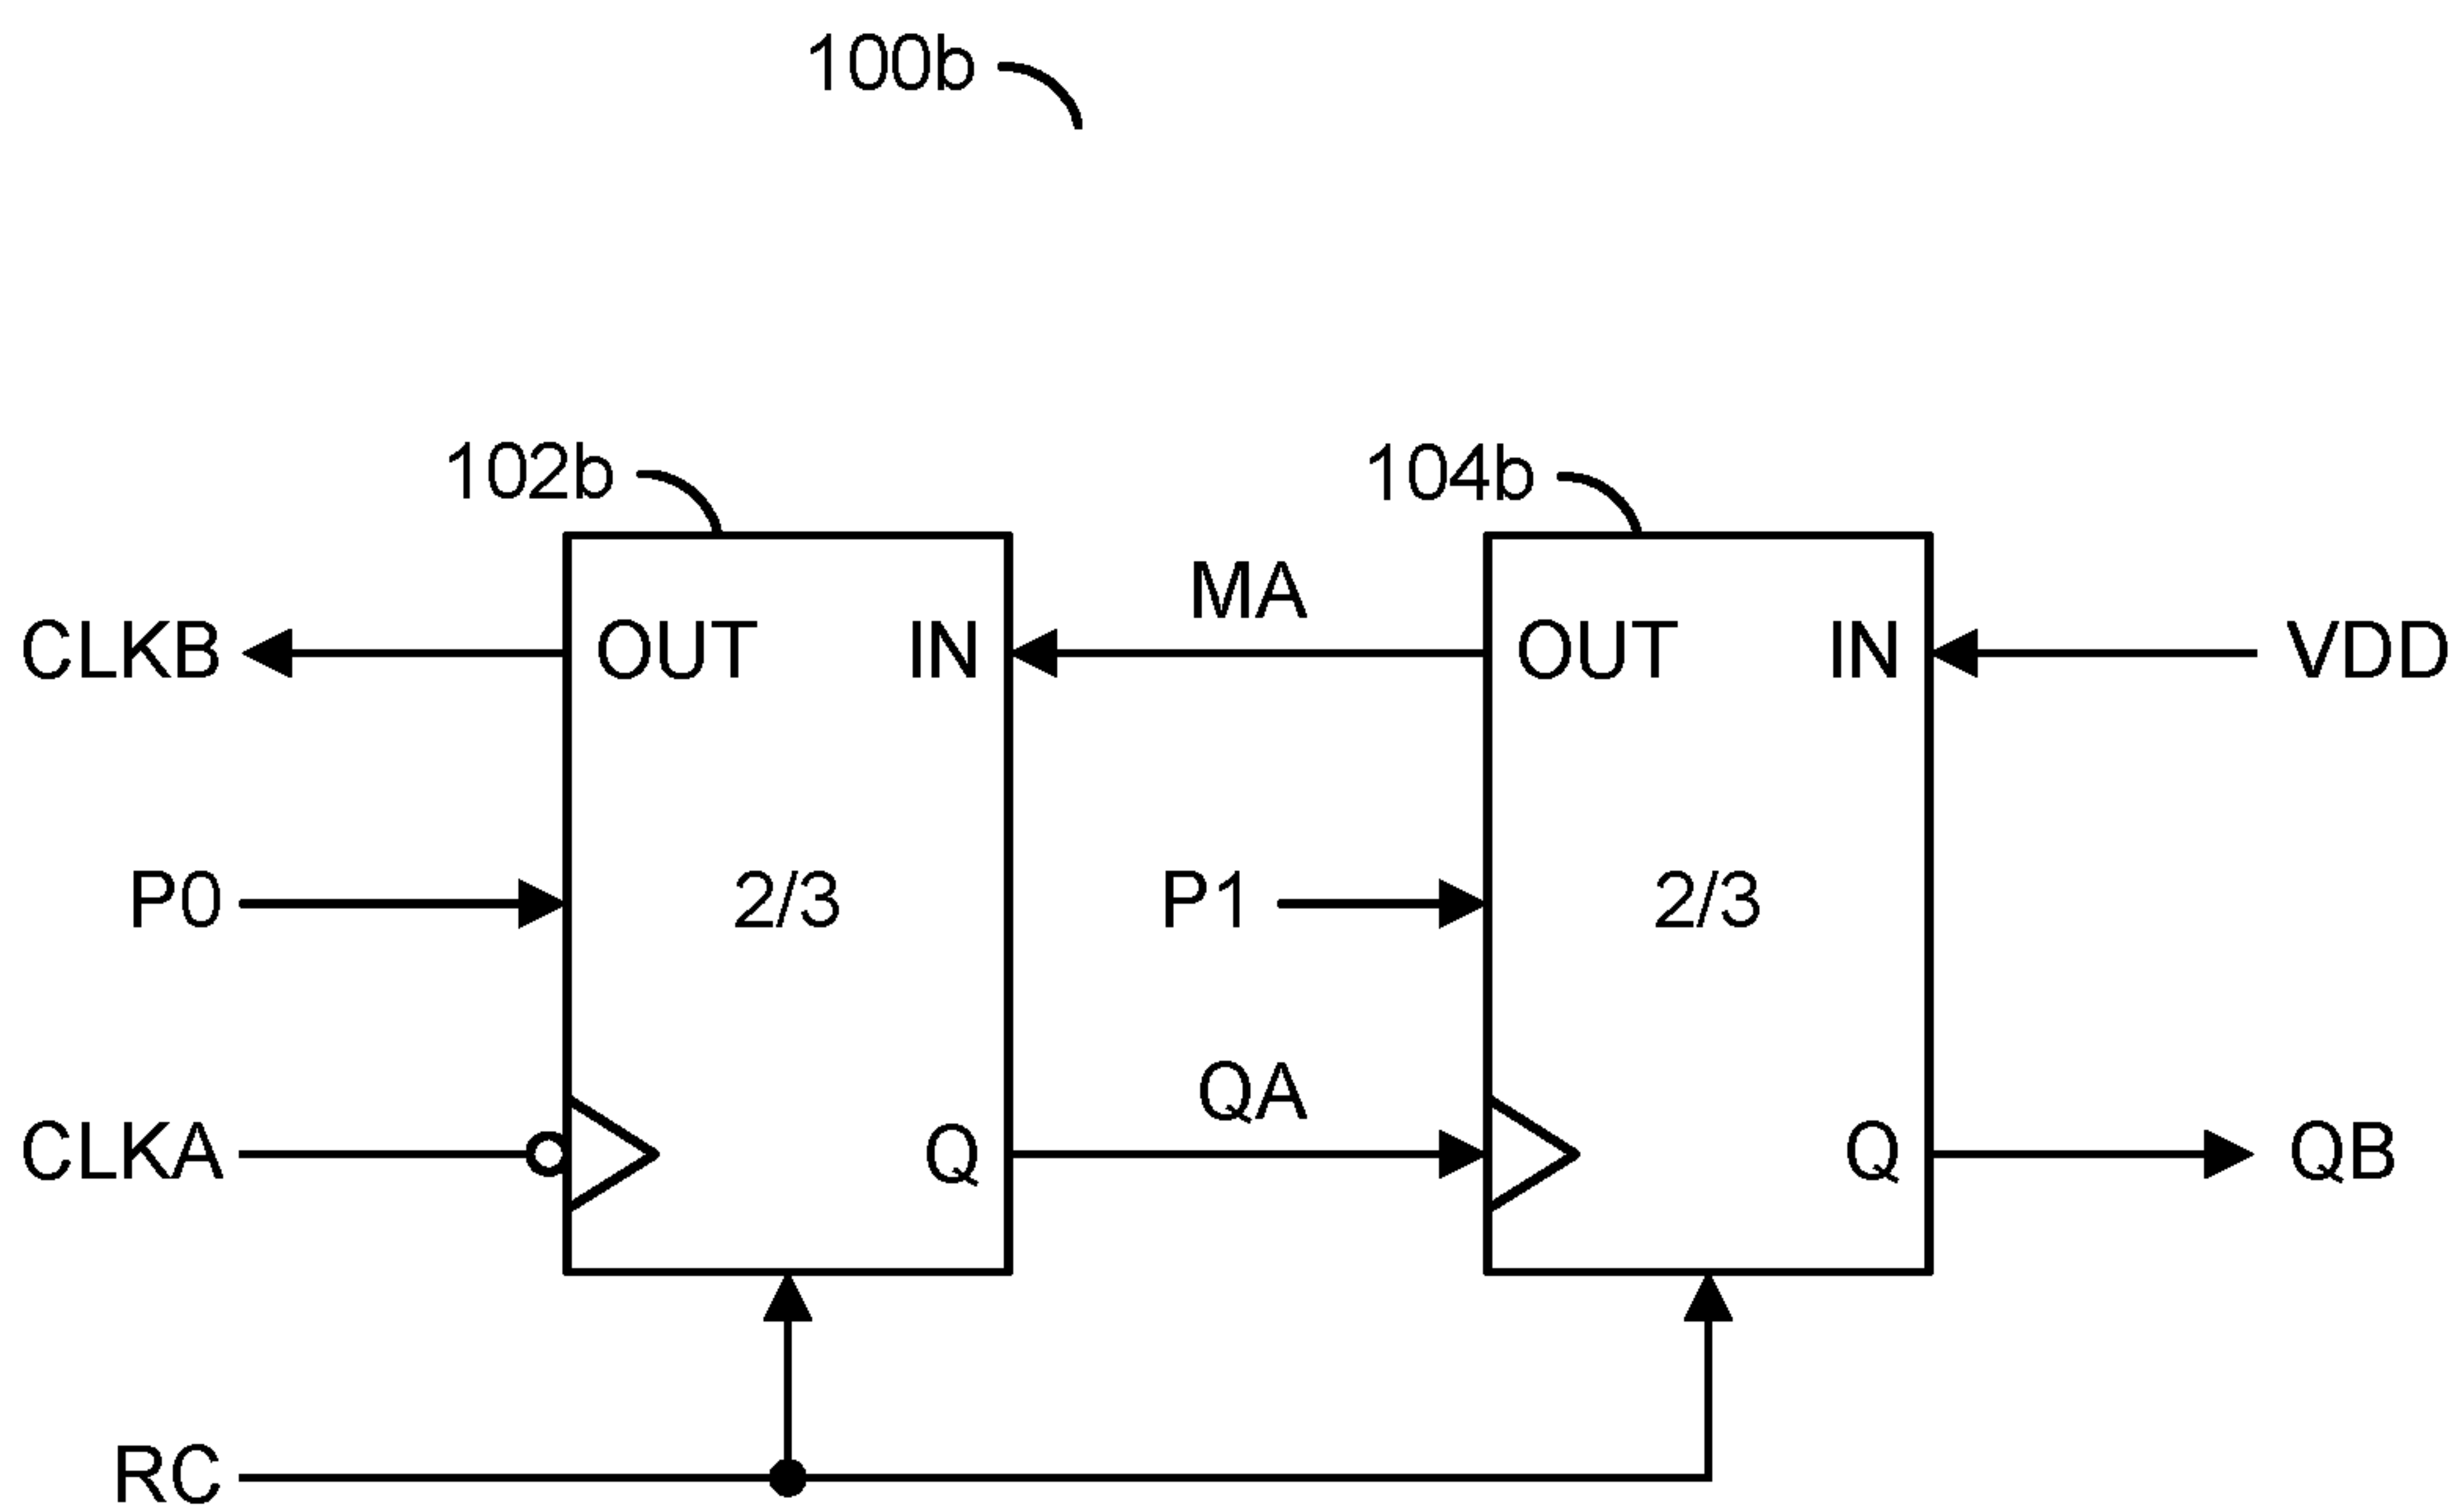 100b
102b
104b
MA
CLKB
OUT
IN
OUT
IN
VDD
P0
2/3
P1
2/3
QA
CLKA
Q
Q
QB
RC